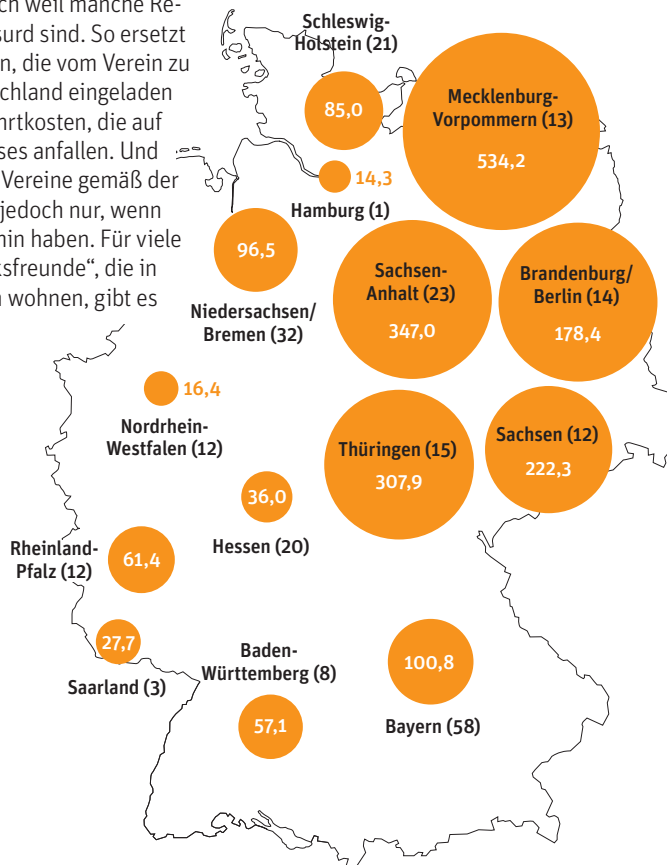 ch weil manche Re-
surd sind. So ersetzt
n, die vom Verein zu
schland eingeladen
hrtkosten, die auf
ses anfallen. Und
Vereine gemäß der
jedoch nur, wenn
min haben. Für viele
ksfreunde“, die in
n wohnen, gibt es
Schleswig-
Holstein (21)
85,0
Mecklenburg-
Vorpommern (13)
534,2
14,3
Hamburg (1)
96,5
Niedersachsen/
Bremen (32)
Sachsen-
Anhalt (23)
347,0
Brandenburg/
Berlin (14)
178,4
16,4
Nordrhein-
Westfalen (12)
Thüringen (15)
307,9
Sachsen (12)
222,3
36,0
Hessen (20)
Rheinland-
Pfalz (12)
61,4
27,7
Saarland (3)
Baden-
Württemberg (8)
57,1
100,8
Bayern (58)